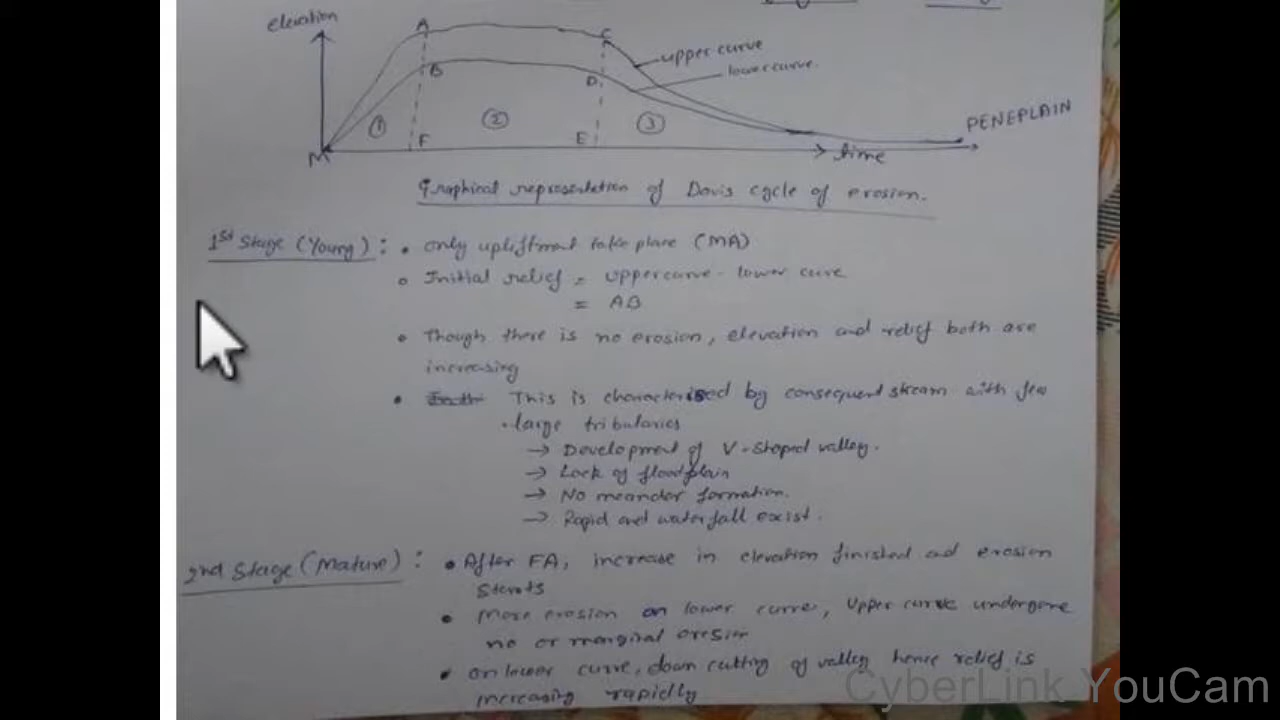 elevation
A
C
upper curve
B
lower curve
D
1
2
3
PENEPLAIN
M
F
E
time
Graphical representation of Davis cycle of erosion.
1st Stage (Young) : • only upliftment take place (MA)
• Initial relief = upper curve - lower curve
= AB
• Though there is no erosion, elevation and relief both are
increasing
• This is characterised by consequent stream with few
large tributaries
→ Development of V-shaped valley.
→ Lack of floodplain
→ No meander formation.
→ Rapid and waterfall exist.
2nd Stage (Mature) : • After FA, increase in elevation finished and erosion
starts
• More erosion on lower curve, upper curve undergone
no or marginal erosion
• on lower curve, down cutting of valley hence relief is
increasing rapidly
CyberLink YouCam